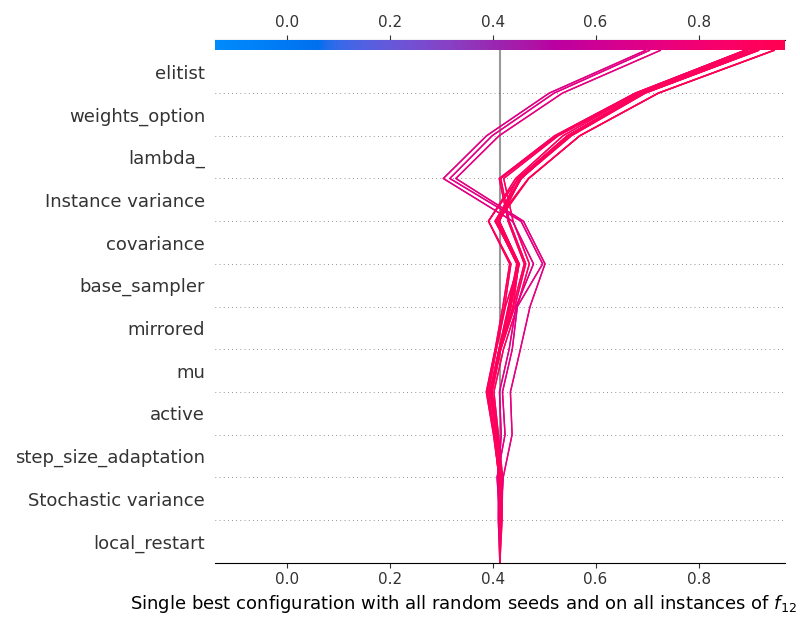 0.0 0.2 0.4 0.6 0.8
elitist
weights_option
lambda_
Instance variance
covariance
base_sampler
mirrored
mu
active
step_size_adaptation
Stochastic variance
local_restart
0.0 0.2 0.4 0.6 0.8
Single best configuration with all random seeds and on all instances of f12